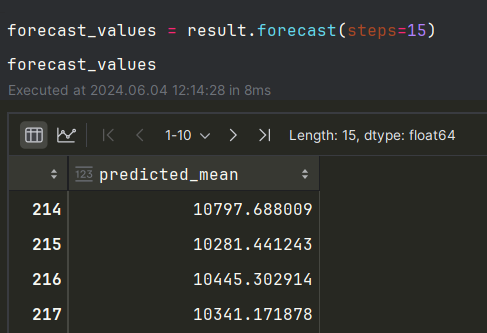 forecast_values = result.forecast(steps=15)
forecast_values
Executed at 2024.06.04 12:14:28 in 8ms
1-10 Length: 15, dtype: float64
123 predicted_mean
214 10797.688009
215 10281.441243
216 10445.302914
217 10341.171878